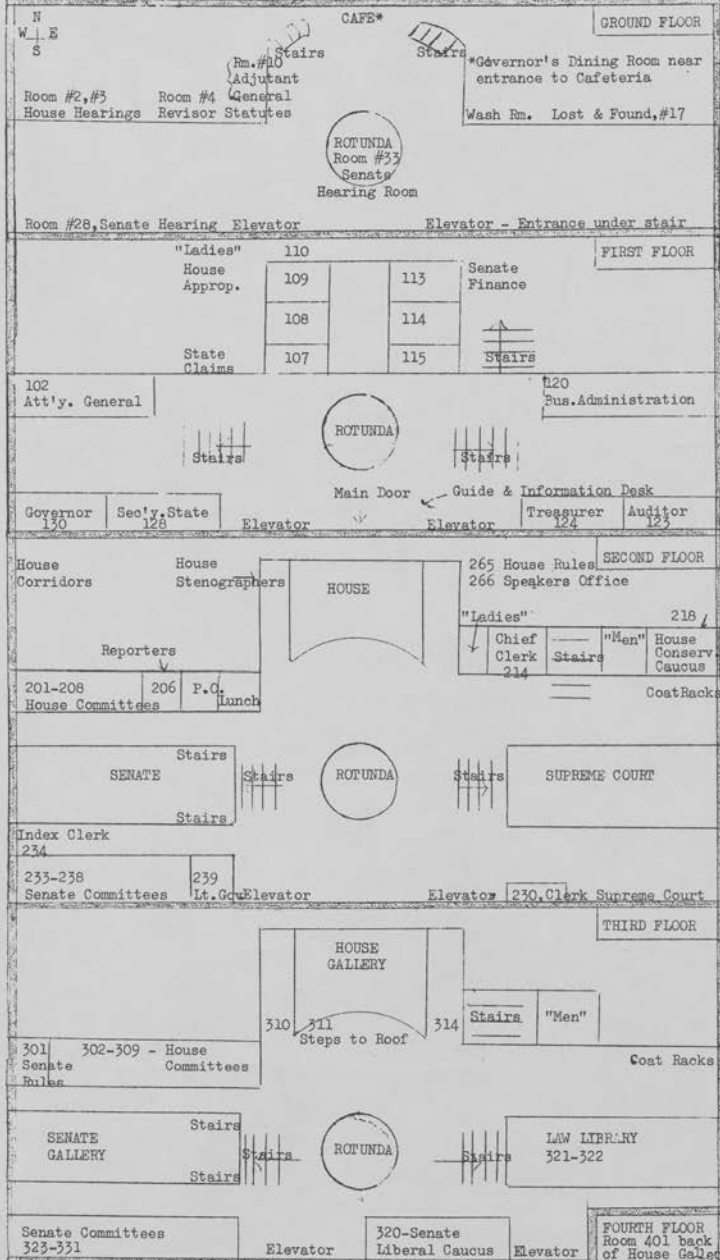 N
W E
S
CAFE*
GROUND FLOOR
Stairs
Stairs
*Governor's Dining Room near
entrance to Cafeteria
Rm.#10
Adjutant
General
Room #2,#3
House Hearings
Room #4
Revisor Statutes
Wash Rm. Lost & Found,#17
ROTUNDA
Room #33
Senate
Hearing Room
Room #28,Senate Hearing Elevator
Elevator - Entrance under stair
FIRST FLOOR
"Ladies" 110
House
Approp.
109
113
Senate
Finance
108
114
State
Claims
107
115
Stairs
102
Att'y. General
120
Bus.Administration
Stairs
ROTUNDA
Stairs
Main Door
Guide & Information Desk
Governor
130
Sec'y.State
128
Elevator
Elevator
Treasurer
124
Auditor
123
SECOND FLOOR
House
Corridors
House
Stenographers
HOUSE
265 House Rules
266 Speakers Office
"Ladies"
218
Chief
Clerk
214
Stairs
"Men"
House
Conserv.
Caucus
Reporters
201-208
House Committees
206
P.O.
Lunch
CoatRacks
SENATE
Stairs
Stairs
Stairs
ROTUNDA
Stairs
SUPREME COURT
Index Clerk
234
233-238
Senate Committees
239
Lt.Gov.
Elevator
Elevator
230,Clerk Supreme Court
THIRD FLOOR
HOUSE
GALLERY
310
311
314
Steps to Roof
Stairs
"Men"
301
Senate
Rules
302-309 - House
Committees
Coat Racks
SENATE
GALLERY
Stairs
Stairs
Stairs
ROTUNDA
Stairs
LAW LIBRARY
321-322
Senate Committees
323-331
Elevator
320-Senate
Liberal Caucus
Elevator
FOURTH FLOOR
Room 401 back
of House Gallery